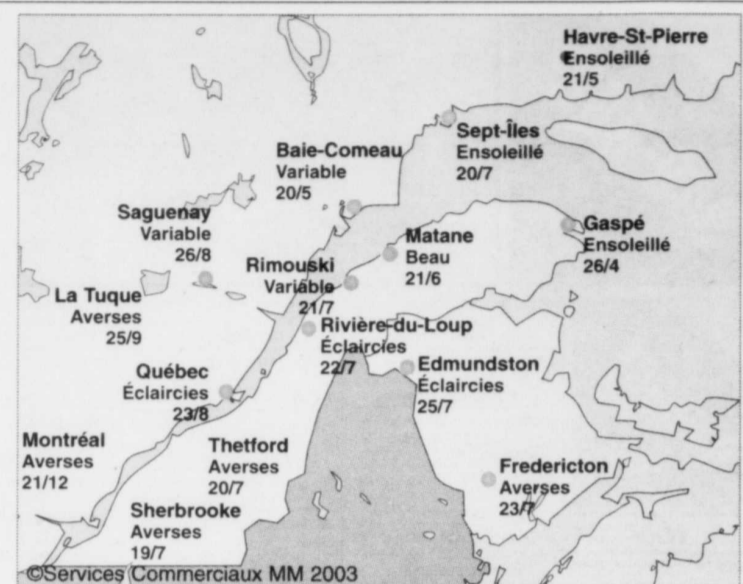 Havre-St-Pierre
Ensoleillé
21/5
Sept-Îles
Ensoleillé
20/7
Baie-Comeau
Variable
20/5
Saguenay
Variable
26/8
Gaspé
Ensoleillé
26/4
Matane
Beau
21/6
Rimouski
Variable
21/7
La Tuque
Averses
25/9
Rivière-du-Loup
Éclaircies
22/7
Québec
Éclaircies
23/8
Edmundston
Éclaircies
25/7
Montréal
Averses
21/12
Thetford
Averses
20/7
Fredericton
Averses
23/7
Sherbrooke
Averses
19/7
©Services Commerciaux MM 2003